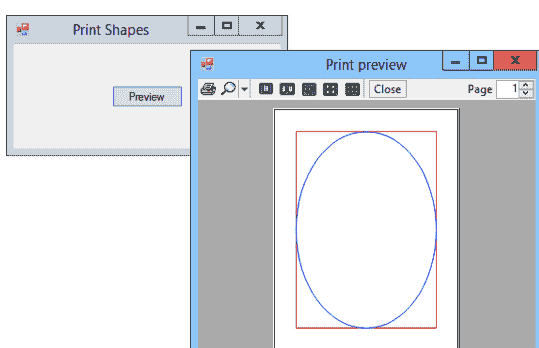 Print Shapes
Preview
Print preview
Close
Page 1